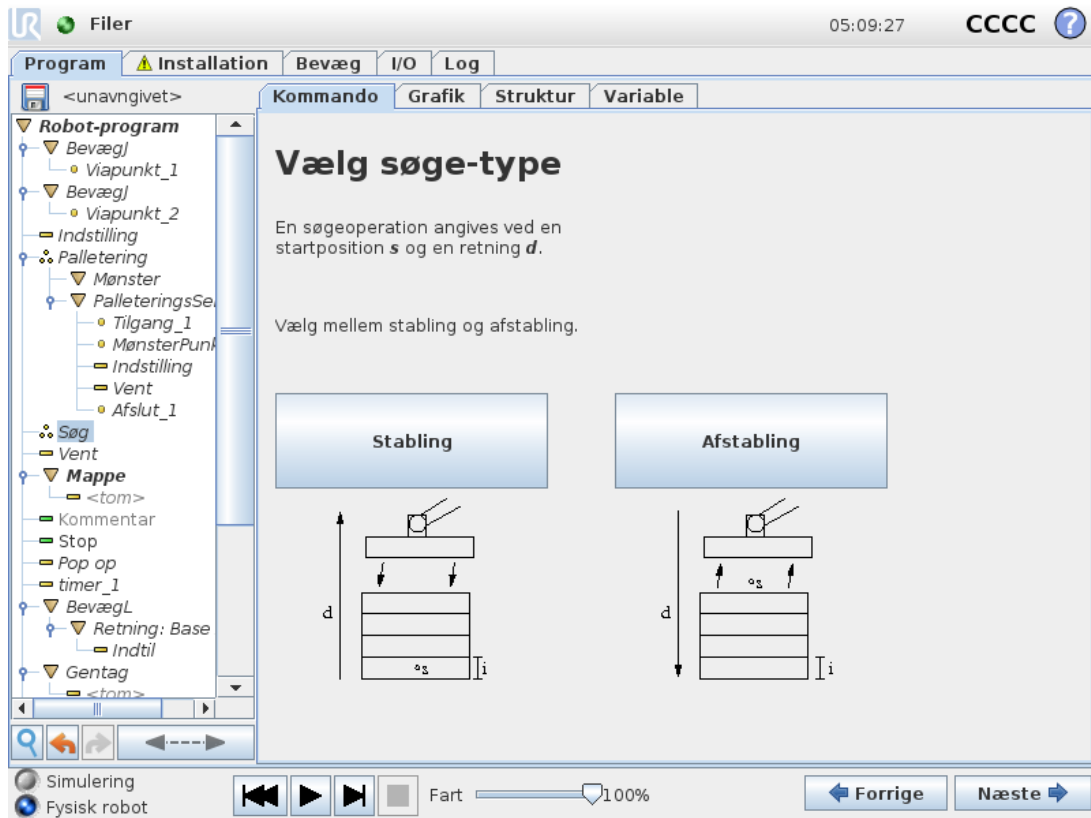 UR
Filer
05:09:27
CCCC
?
Program
Installation
Bevæg
I/O
Log
<unavngivet>
Kommando
Grafik
Struktur
Variable
Robot-program
BevægJ
Viapunkt_1
BevægJ
Viapunkt_2
Indstilling
Palletering
Mønster
PalleteringsSe
Tilgang_1
MønsterPunk
Indstilling
Vent
Afslut_1
Søg
Vent
Mappe
<tom>
Kommentar
Stop
Pop op
timer_1
BevægL
Retning: Base
Indtil
Gentag
<tom>
Vælg søge-type
En søgeoperation angives ved en
startposition s og en retning d.
Vælg mellem stabling og afstabling.
Stabling
Afstabling
d
s
i
d
s
i
Simulering
Fysisk robot
Fart
100%
Forrige
Næste